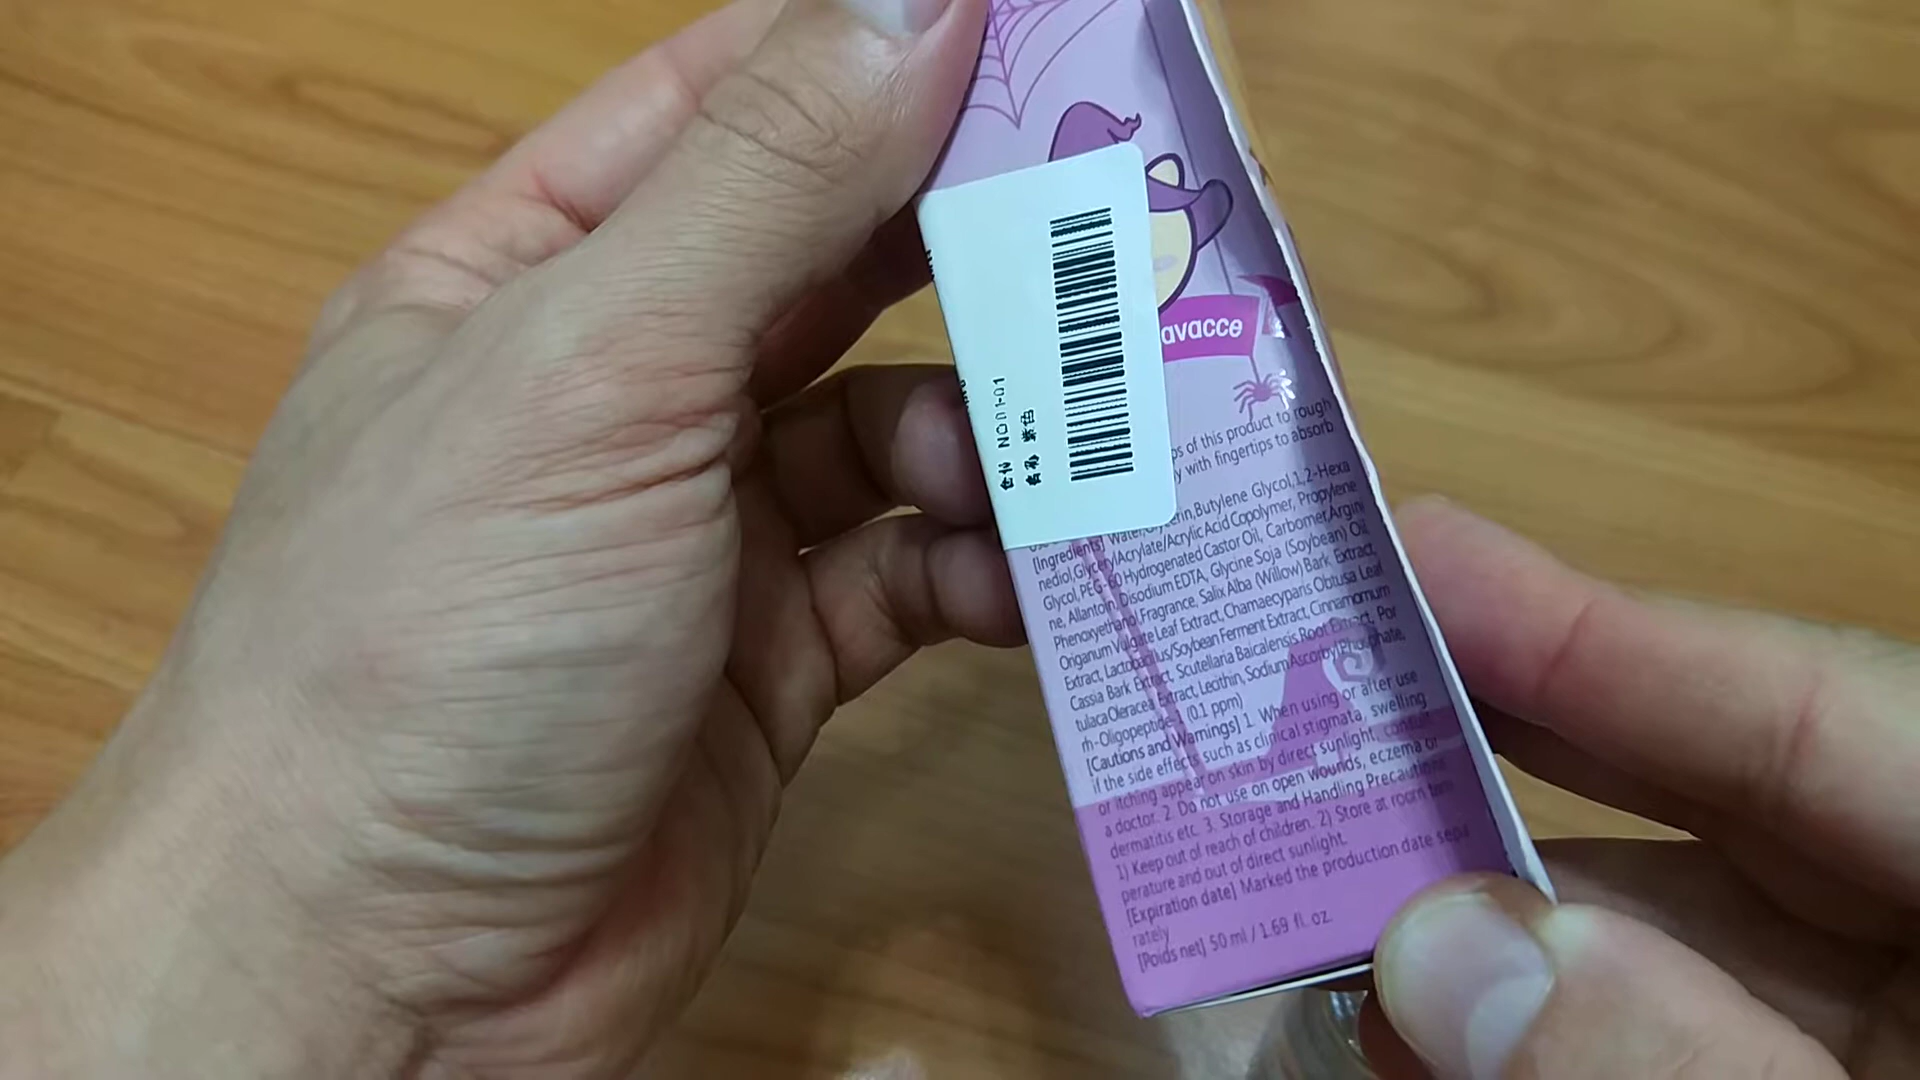 avacce
NO01-01
名称 紫色
ps of this product to rough
y with fingertips to absorb
[Ingredients] Water,Glycerin,Butylene Glycol,1,2-Hexa
nediol,Glyceryl Acrylate/Acrylic Acid Copolymer, Propylene
Glycol,PEG-60 Hydrogenated Castor Oil, Carbomer,Argini
ne, Allantoin,Disodium EDTA, Glycine Soja (Soybean) Oil,
Phenoxyethanol,Fragrance, Salix Alba (Willow) Bark Extract,
Origanum Vulgare Leaf Extract, Chamaecyparis Obtusa Leaf
Extract, Lactobacillus/Soybean Ferment Extract, Cinnamomum
Cassia Bark Extract, Scutellaria Baicalensis Root Extract, Por
tulaca Oleracea Extract, Lecithin, Sodium Ascorbyl Phosphate,
rh-Oligopeptide- (0.1 ppm)
[Cautions and Warnings] 1. When using or after use
if the side effects such as clinical stigmata, swelling
or itching appear on skin by direct sunlight, consult
a doctor. 2. Do not use on open wounds, eczema or
dermatitis etc. 3. Storage and Handling Precautions
1) Keep out of reach of children. 2) Store at room tem
perature and out of direct sunlight.
[Expiration date] Marked the production date sepa
rately
[Poids net] 50 ml / 1.69 fl. oz.